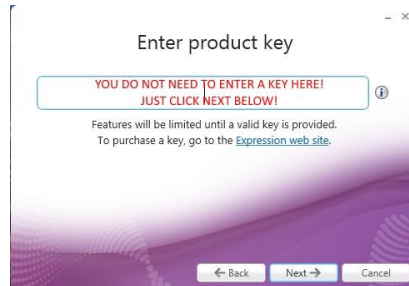 Enter product key
YOU DO NOT NEED TO ENTER A KEY HERE!
JUST CLICK NEXT BELOW!
Features will be limited until a valid key is provided.
To purchase a key, go to the Expression web site.
← Back Next → Cancel